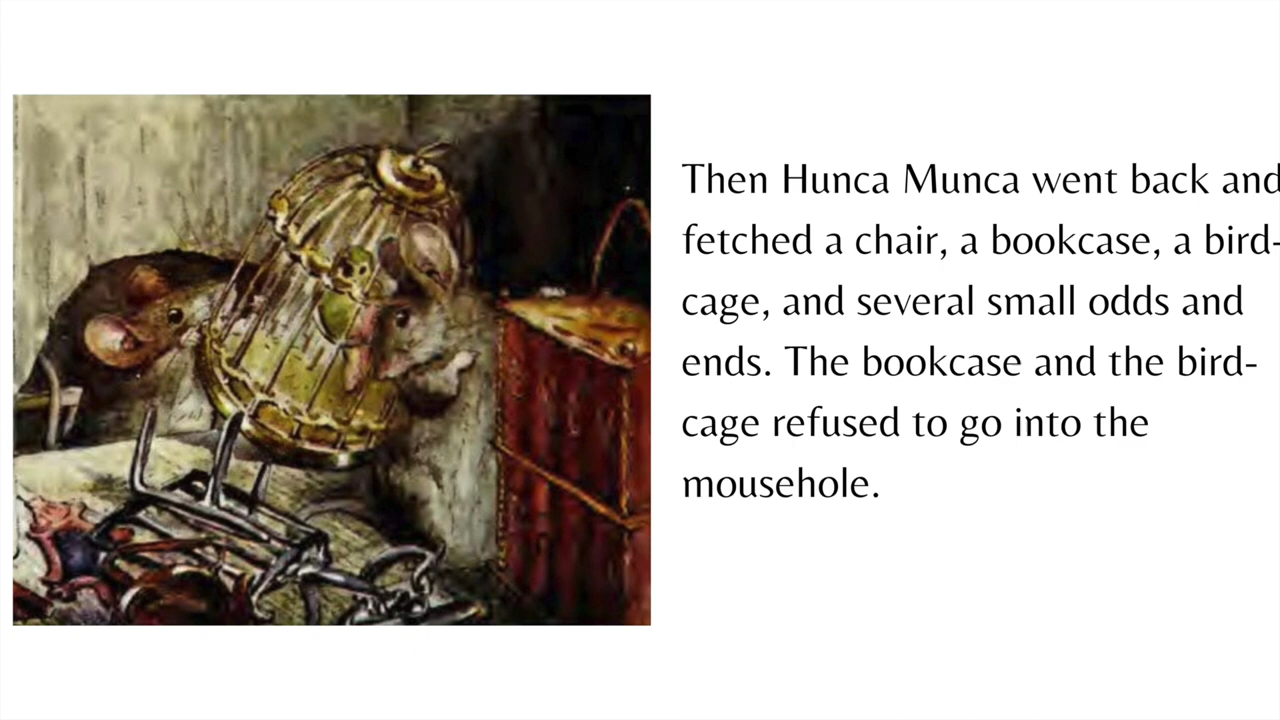 Then Hunca Munca went back and
fetched a chair, a bookcase, a bird-
cage, and several small odds and
ends. The bookcase and the bird-
cage refused to go into the
mousehole.